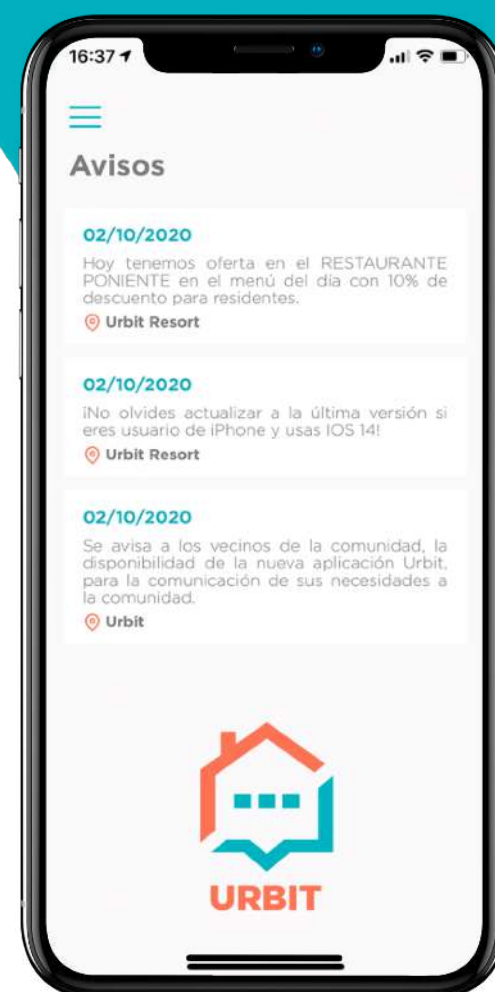 16:37
Avisos
02/10/2020
Hoy tenemos oferta en el RESTAURANTE
PONIENTE en el menú del día con 10% de
descuento para residentes.
Urbit Resort
02/10/2020
¡No olvides actualizar a la última versión si
eres usuario de iPhone y usas IOS 14!
Urbit Resort
02/10/2020
Se avisa a los vecinos de la comunidad, la
disponibilidad de la nueva aplicación Urbit,
para la comunicación de sus necesidades a
la comunidad.
Urbit
URBIT